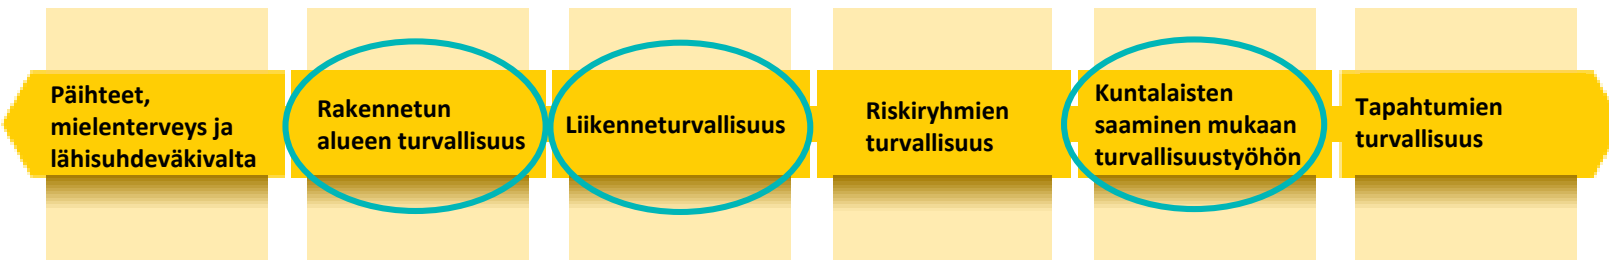 Päihteet,
mielenterveys ja
lähisuhdeväkivalta
Rakennetun
alueen turvallisuus
Liikenneturvallisuus
Riskiryhmien
turvallisuus
Kuntalaisten
saaminen mukaan
turvallisuustyöhön
Tapahtumien
turvallisuus